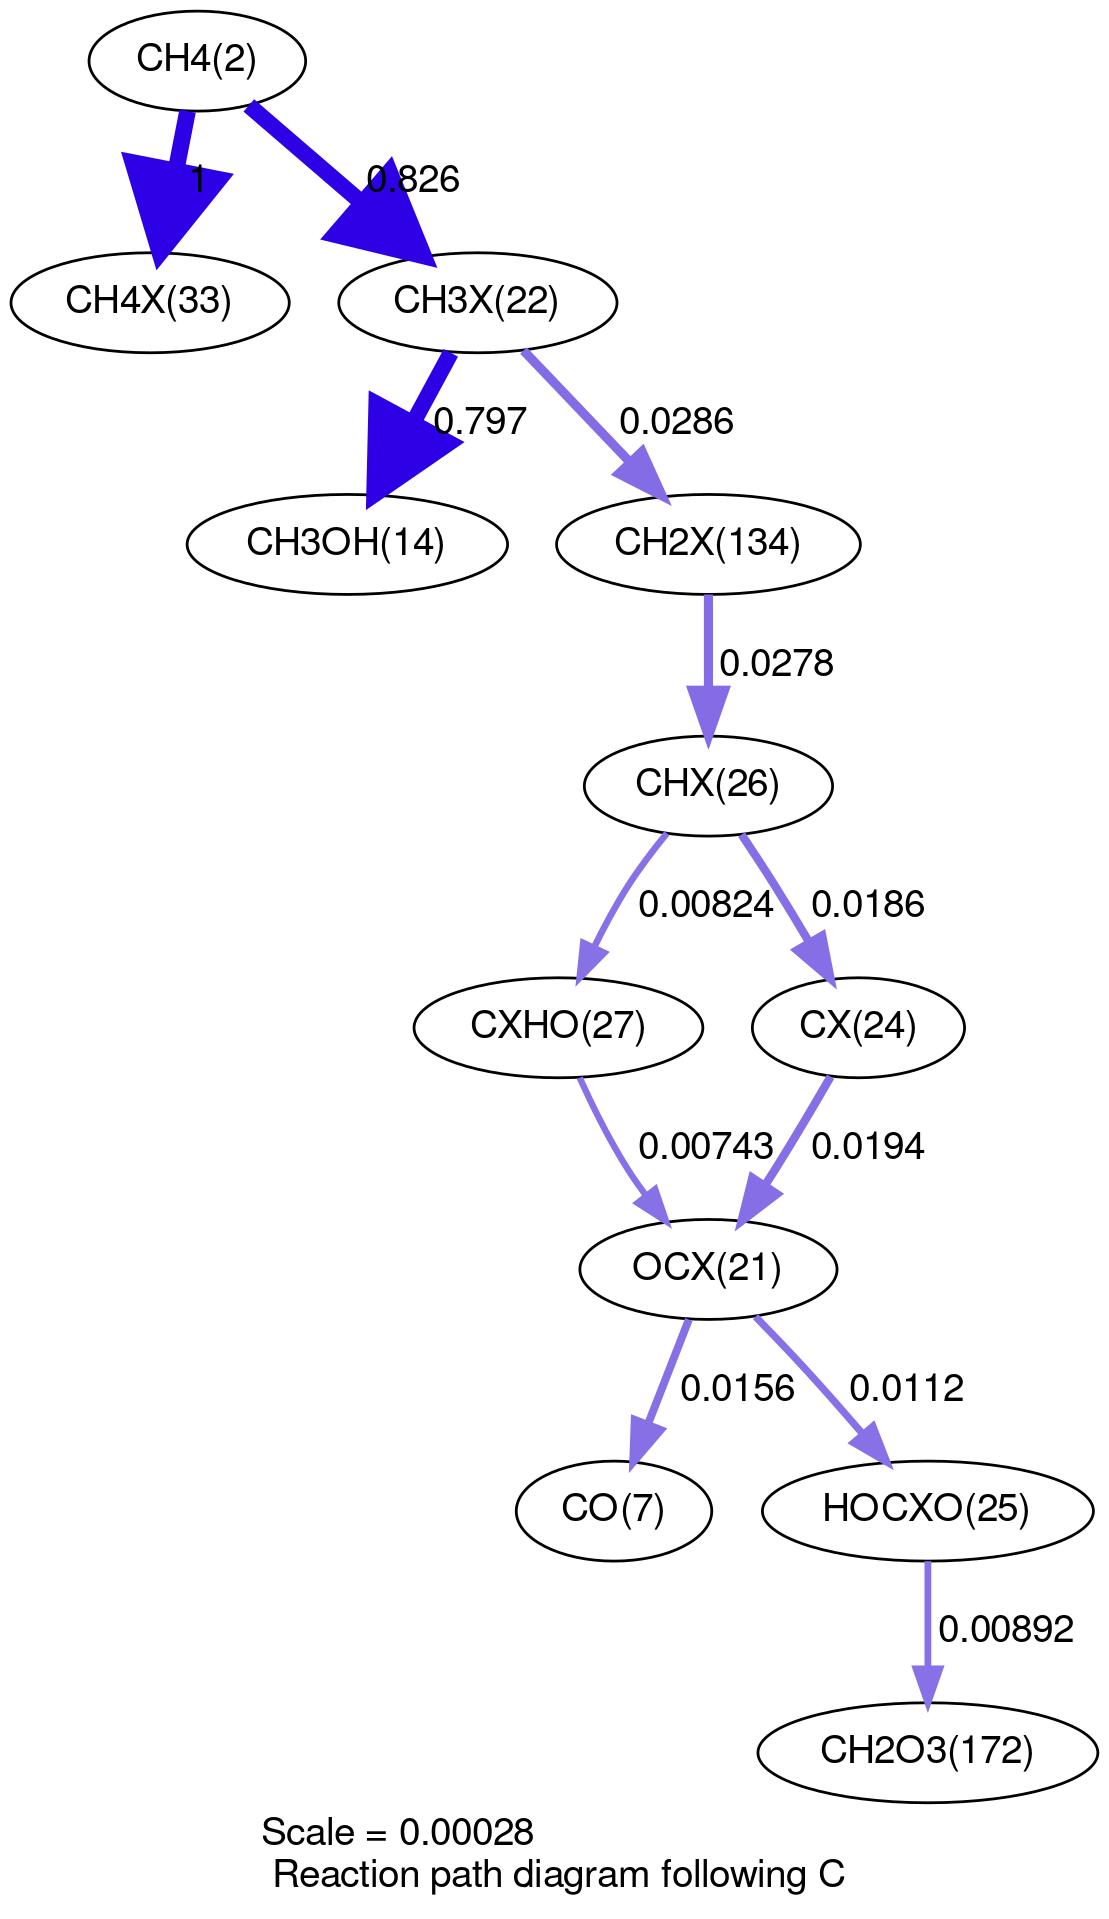 CH4(2)
1
0.826
CH4X(33)
CH3X(22)
0.797
0.0286
CH3OH(14)
CH2X(134)
0.0278
CHX(26)
0.00824
0.0186
CXHO(27)
CX(24)
0.00743
0.0194
OCX(21)
0.0156
0.0112
CO(7)
HOCXO(25)
0.00892
CH2O3(172)
Scale = 0.00028
Reaction path diagram following C